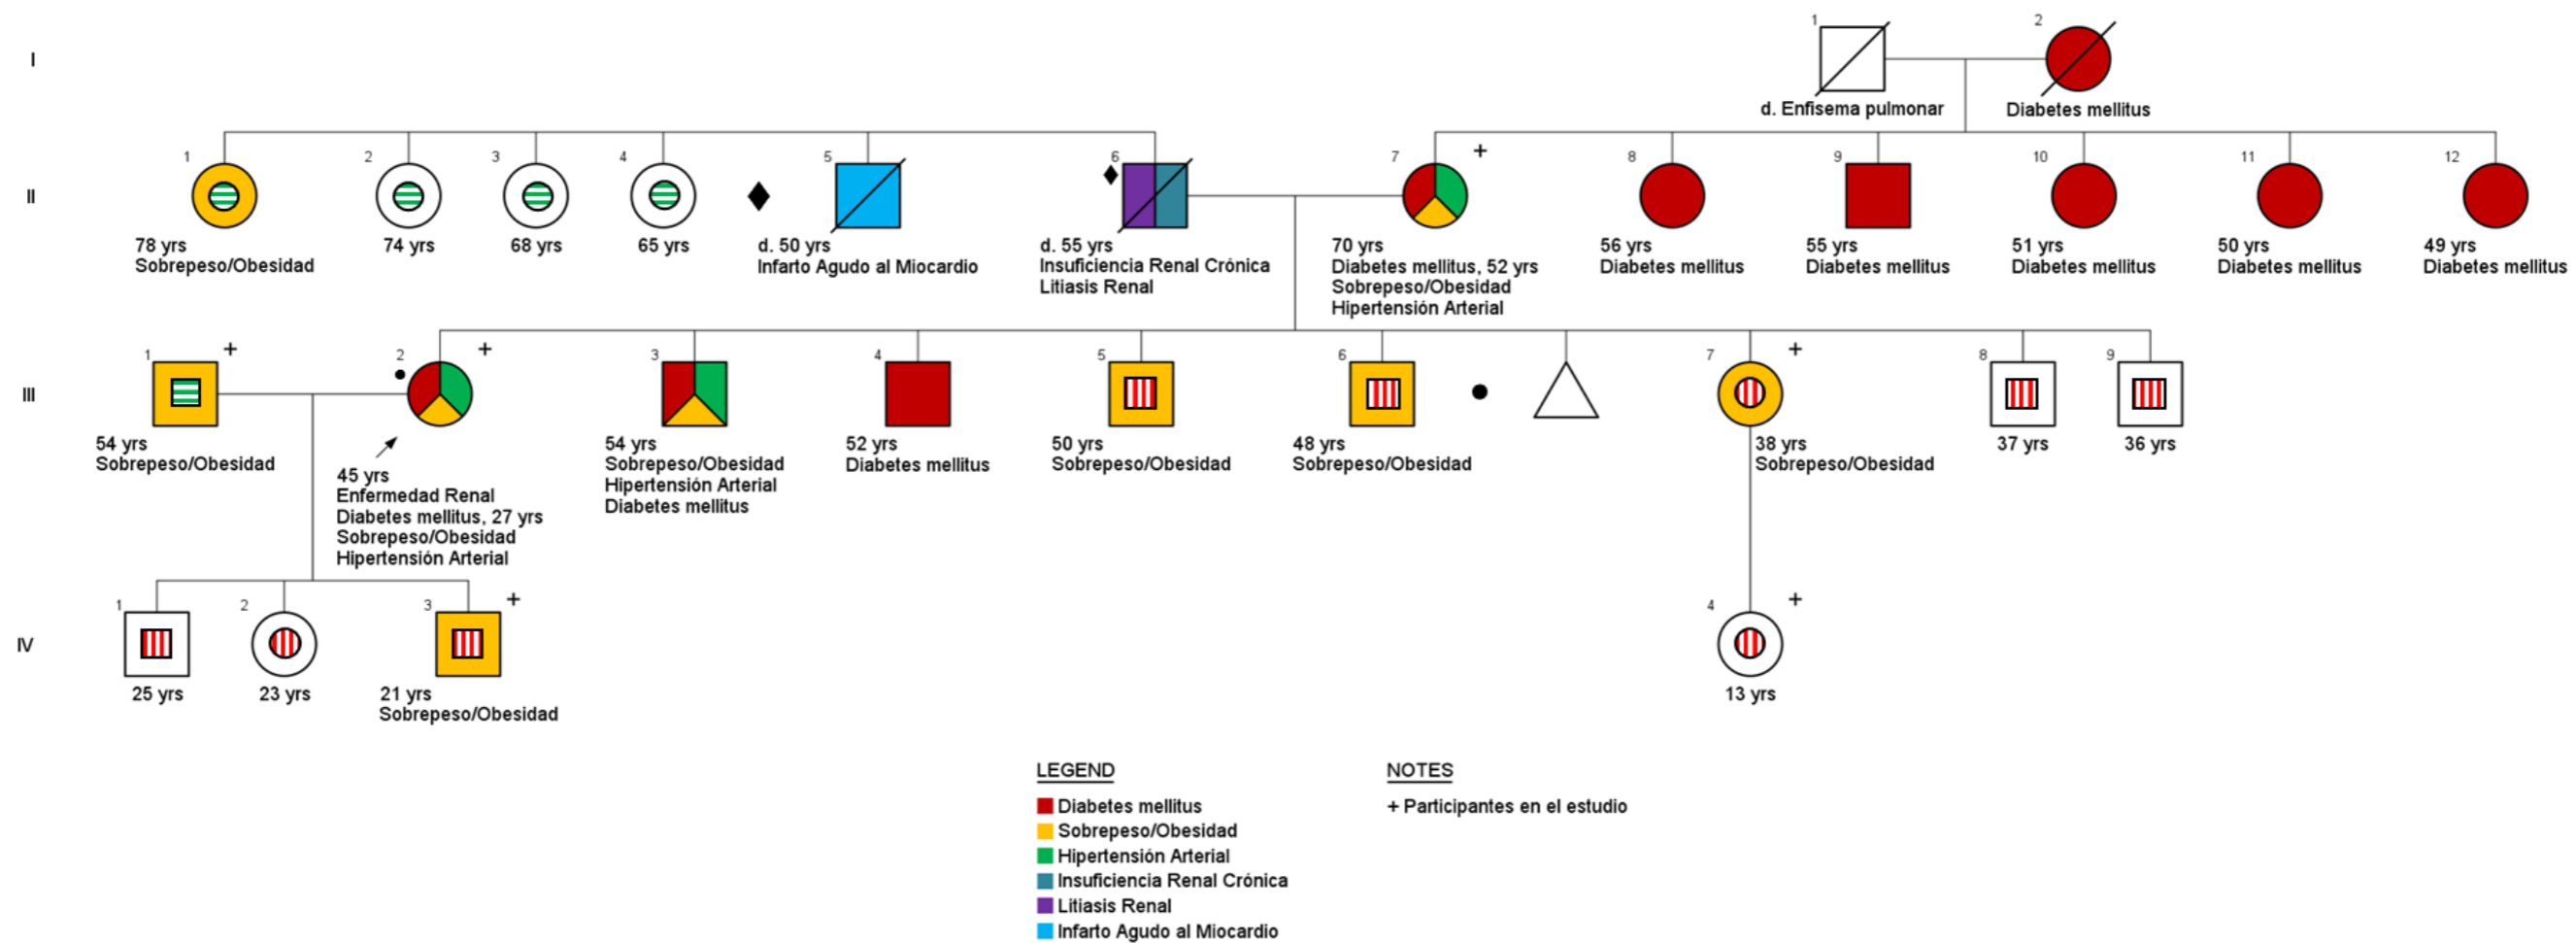 I
1
2
d. Enfisema pulmonar
Diabetes mellitus
II
1
2
3
4
5
6
7
+
8
9
10
11
12
78 yrs
Sobrepeso/Obesidad
74 yrs
68 yrs
65 yrs
d. 50 yrs
Infarto Agudo al Miocardio
d. 55 yrs
Insuficiencia Renal Crónica
Litiasis Renal
70 yrs
Diabetes mellitus, 52 yrs
Sobrepeso/Obesidad
Hipertensión Arterial
56 yrs
Diabetes mellitus
55 yrs
Diabetes mellitus
51 yrs
Diabetes mellitus
50 yrs
Diabetes mellitus
49 yrs
Diabetes mellitus
III
1
+
2
+
3
4
5
6
7
+
8
9
54 yrs
Sobrepeso/Obesidad
45 yrs
Enfermedad Renal
Diabetes mellitus, 27 yrs
Sobrepeso/Obesidad
Hipertensión Arterial
54 yrs
Sobrepeso/Obesidad
Hipertensión Arterial
Diabetes mellitus
52 yrs
Diabetes mellitus
50 yrs
Sobrepeso/Obesidad
48 yrs
Sobrepeso/Obesidad
38 yrs
Sobrepeso/Obesidad
37 yrs
36 yrs
IV
1
2
3
+
4
+
25 yrs
23 yrs
21 yrs
Sobrepeso/Obesidad
13 yrs
LEGEND
Diabetes mellitus
Sobrepeso/Obesidad
Hipertensión Arterial
Insuficiencia Renal Crónica
Litiasis Renal
Infarto Agudo al Miocardio
NOTES
+ Participantes en el estudio